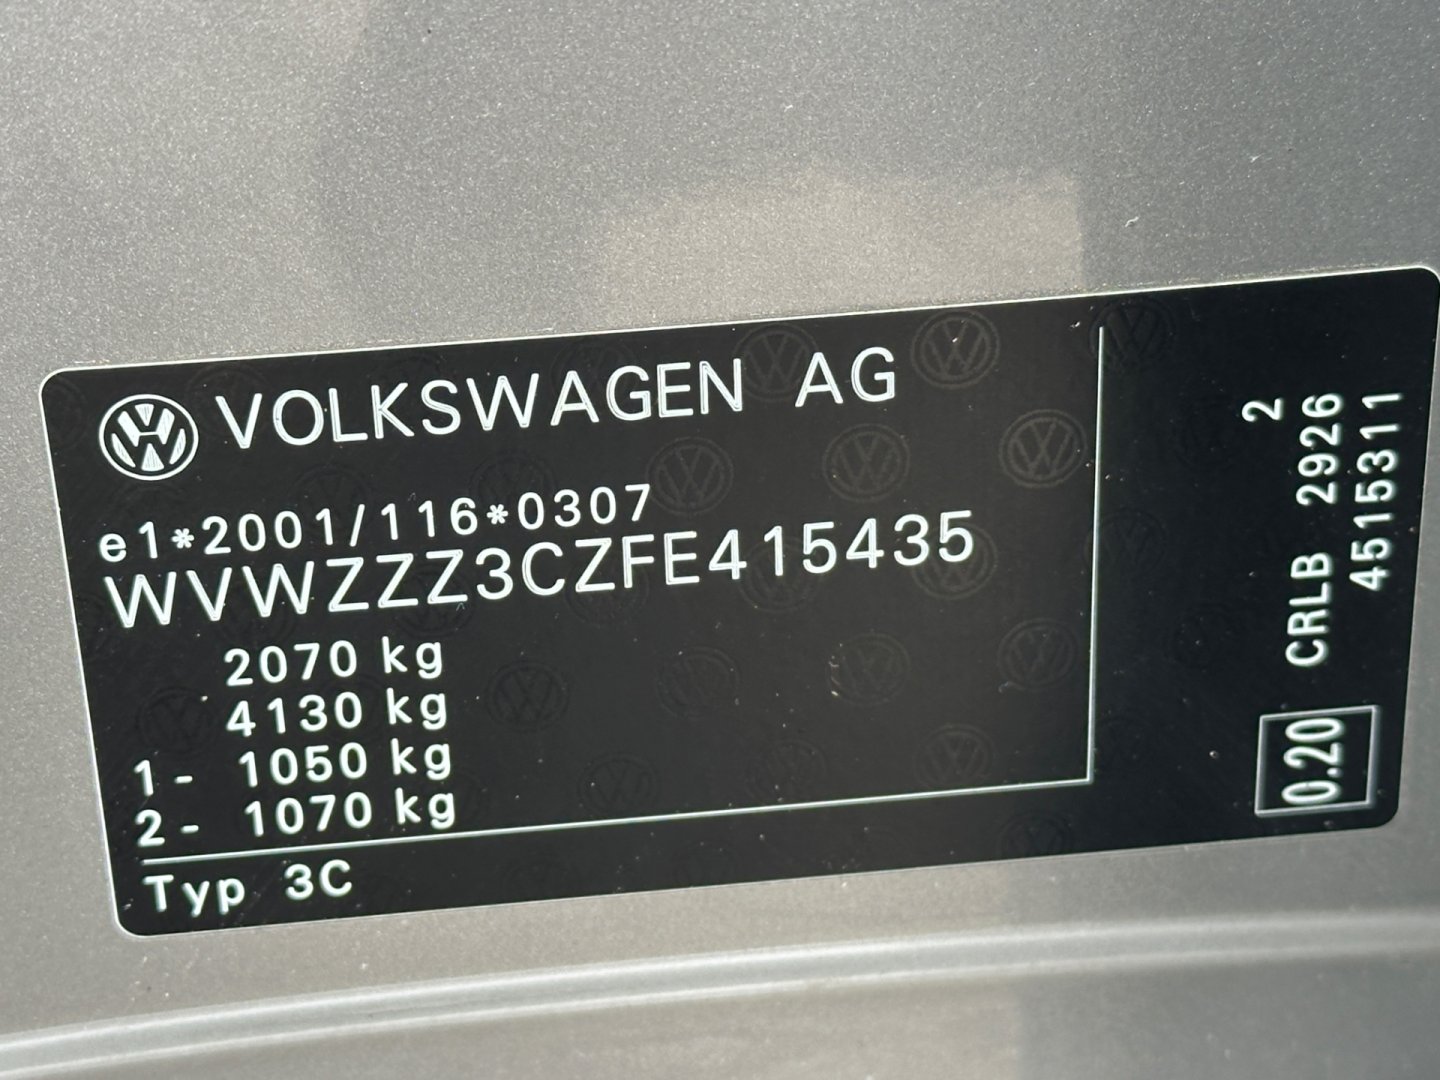 VOLKSWAGEN AG
e1*2001/116*0307
WVWZZZ3CZFE415435
2070 kg
4130 kg
1- 1050 kg
2- 1070 kg
Typ 3C
2
0.20 CRLB 2926
4515311